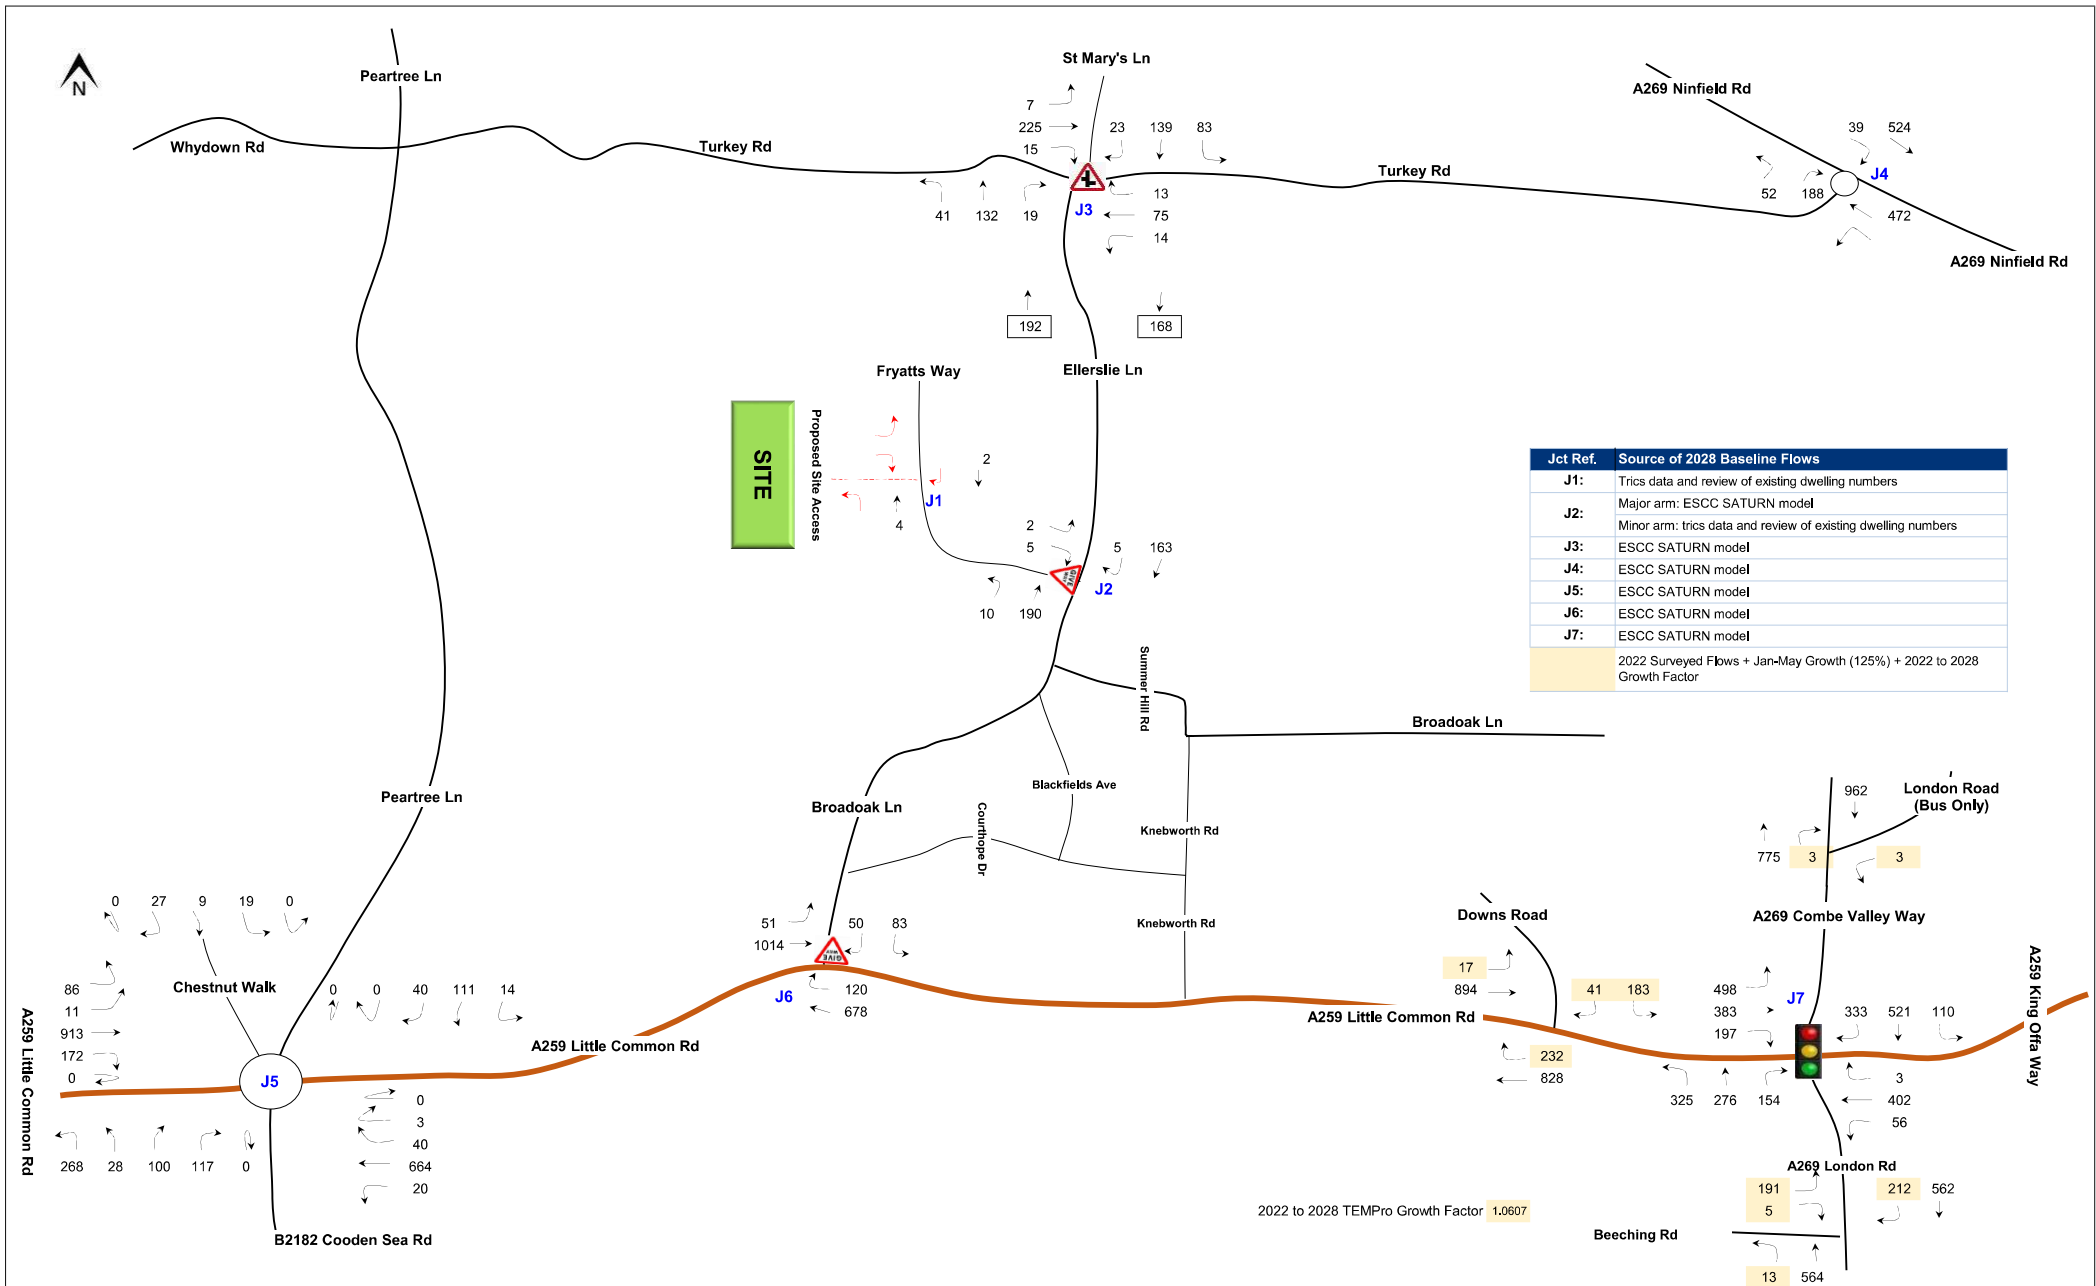 N
Peartree Ln
Whydown Rd
Turkey Rd
St Mary's Ln
7
225
15
23 139 83
41 132 19
J3
13
75
14
Turkey Rd
A269 Ninfield Rd
39 524
52 188
J4
472
A269 Ninfield Rd
192
168
Fryatts Way
Ellerslie Ln
SITE
Proposed Site Access
2
J1
4
2
5
5 163
GIVE WAY
J2
10 190
Jct Ref. Source of 2028 Baseline Flows
J1: Trics data and review of existing dwelling numbers
J2: Major arm: ESCC SATURN model
Minor arm: trics data and review of existing dwelling numbers
J3: ESCC SATURN model
J4: ESCC SATURN model
J5: ESCC SATURN model
J6: ESCC SATURN model
J7: ESCC SATURN model
2022 Surveyed Flows + Jan-May Growth (125%) + 2022 to 2028
Growth Factor
Summer Hill Rd
Broadoak Ln
Blackfields Ave
Peartree Ln
Broadoak Ln
Courthope Dr
Knebworth Rd
Knebworth Rd
962
London Road
(Bus Only)
775 3
3
0 27 9 19 0
86
11
913
172
0
Chestnut Walk
0 0 40 111 14
A259 Little Common Rd
J5
A259 Little Common Rd
0
3
40
664
20
268 28 100 117 0
B2182 Cooden Sea Rd
51
1014
50 83
GIVE WAY
J6
120
678
Downs Road
17
894
41 183
A259 Little Common Rd
232
828
A269 Combe Valley Way
498
383
197
J7
333 521 110
A259 King Offa Way
325 276 154
3
402
56
A269 London Rd
191
5
212 562
2022 to 2028 TEMPro Growth Factor 1.0607
Beeching Rd
13 564